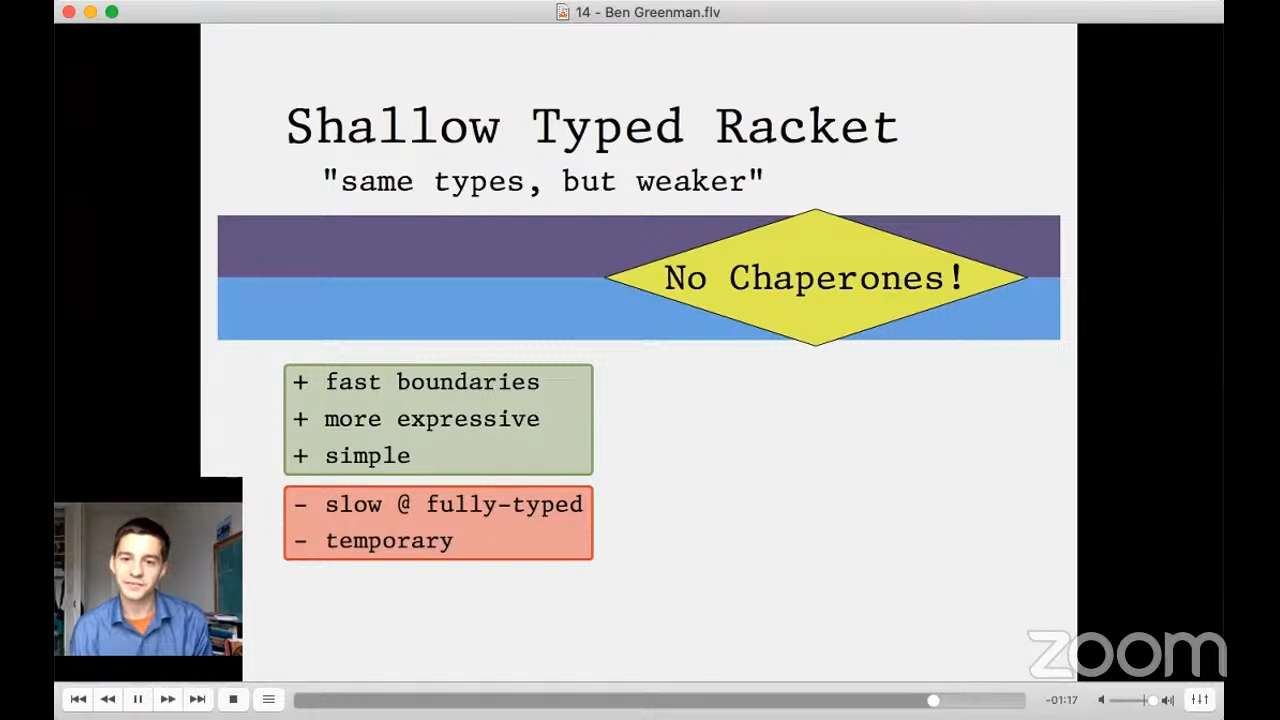 14 - Ben Greenman.flv
Shallow Typed Racket
"same types, but weaker"
No Chaperones!
+ fast boundaries
+ more expressive
+ simple
- slow @ fully-typed
- temporary
zoom
-01:17